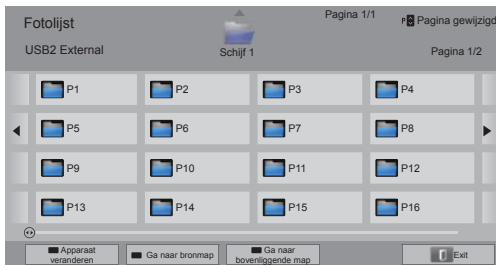 Fotolijst
Pagina 1/1
P Pagina gewijzigd
USB2 External
Schijf 1
Pagina 1/2
P1 P2 P3 P4
P5 P6 P7 P8
P9 P10 P11 P12
P13 P14 P15 P16
Apparaat
veranderen
Ga naar bronmap
Ga naar
bovenliggende map
Exit